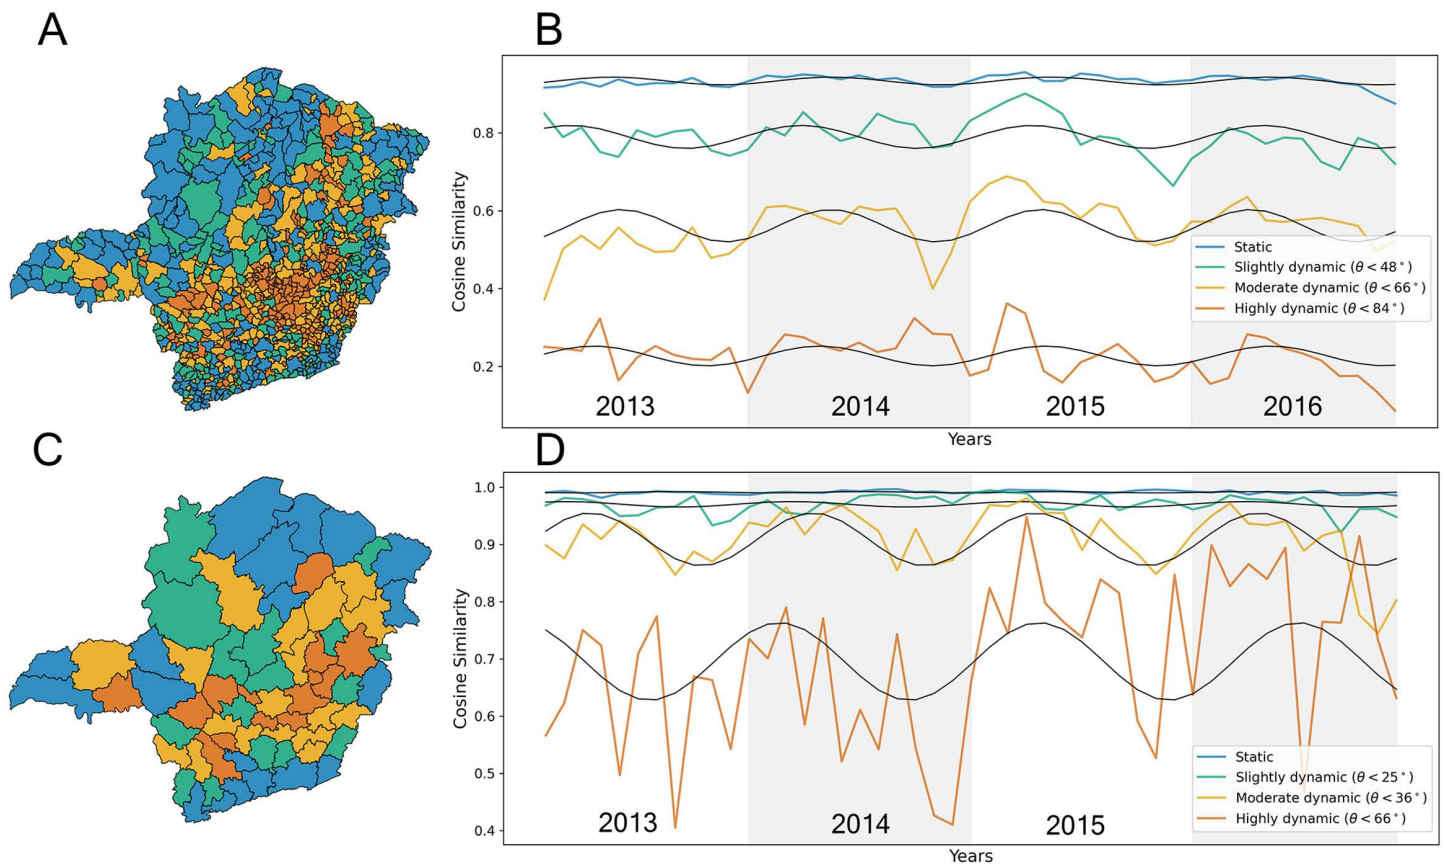 A
B
Cosine Similarity
0.8
0.6
0.4
0.2
Static
Slightly dynamic (θ < 48°)
Moderate dynamic (θ < 66°)
Highly dynamic (θ < 84°)
2013
2014
2015
2016
Years
C
D
Cosine Similarity
1.0
0.9
0.8
0.7
0.6
0.5
0.4
Static
Slightly dynamic (θ < 25°)
Moderate dynamic (θ < 36°)
Highly dynamic (θ < 66°)
2013
2014
2015
Years